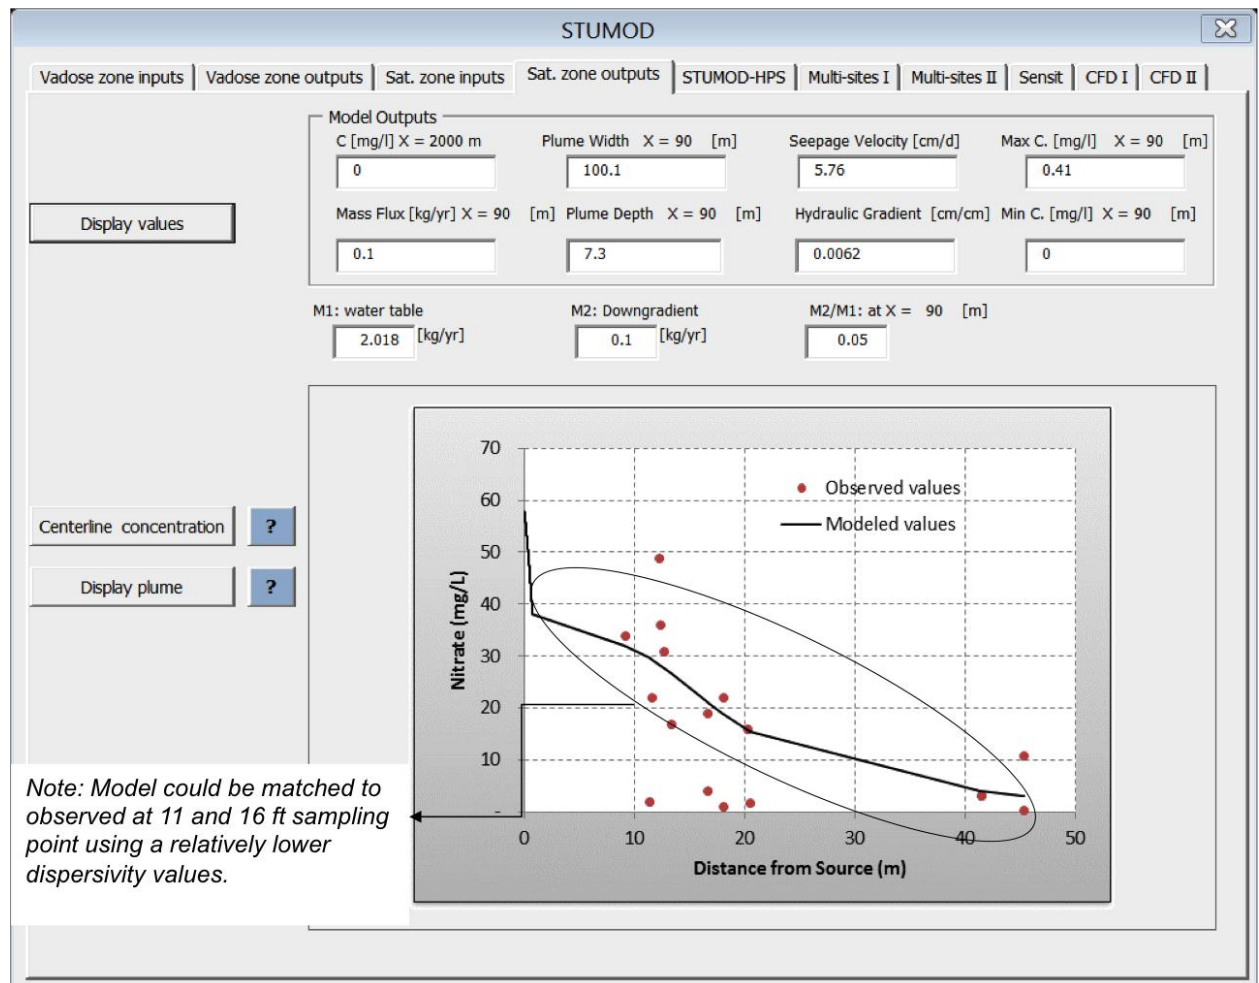 STUMOD
Vadose zone inputs Vadose zone outputs Sat. zone inputs Sat. zone outputs STUMOD-HPS Multi-sites I Multi-sites II Sensit CFD I CFD II
Model Outputs
C [mg/l] X = 2000 m Plume Width X = 90 [m] Seepage Velocity [cm/d] Max C. [mg/l] X = 90 [m]
0 100.1 5.76 0.41
Display values
Mass Flux [kg/yr] X = 90 [m] Plume Depth X = 90 [m] Hydraulic Gradient [cm/cm] Min C. [mg/l] X = 90 [m]
0.1 7.3 0.0062 0
M1: water table M2: Downgradient M2/M1: at X = 90 [m]
2.018 [kg/yr] 0.1 [kg/yr] 0.05
Centerline concentration ?
Display plume ?
70
60
50
40
30
20
10
-
Nitrate (mg/L)
Observed values
Modeled values
0 10 20 30 40 50
Distance from Source (m)
Note: Model could be matched to
observed at 11 and 16 ft sampling
point using a relatively lower
dispersivity values.